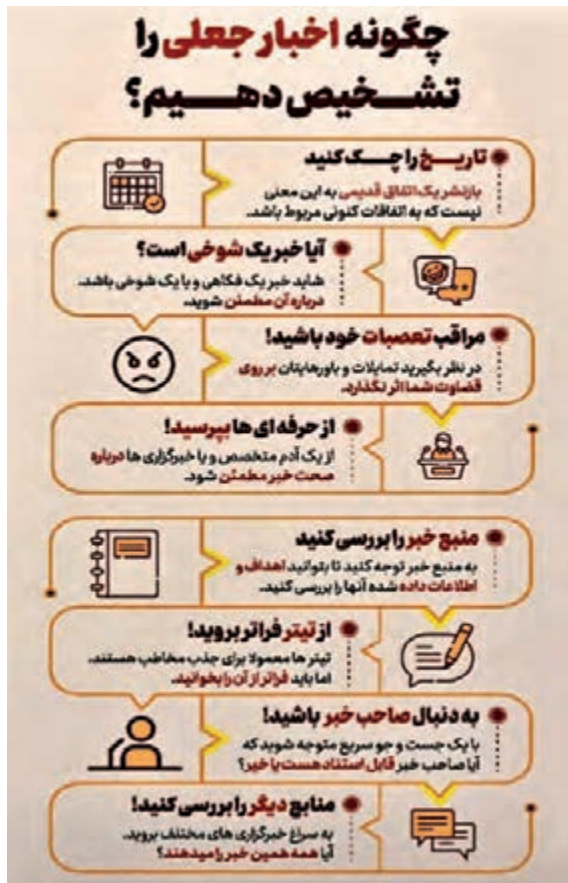 چگونه اخبار جعلی را
تشخیص دهیم؟
تاریخ را چک کنید
بازنشر یک اتفاق قدیمی به این معنی
نیست که به اتفاقات کنونی مربوط باشد.
آیا خبر یک شوخی است؟
شاید خبر یک فکاهی و یا یک شوخی باشد.
درباره آن مطمئن شوید.
مراقب تعصبات خود باشید!
در نظر بگیرید تمایلات و باورهایتان بر روی
قضاوت شما اثر نگذارد.
از حرفه ای ها بپرسید!
از یک آدم متخصص و یا خبرگزاری ها درباره
صحت خبر مطمئن شود.
منبع خبر را بررسی کنید
به منبع خبر توجه کنید تا بتوانید اهداف و
اطلاعات داده شده آنها را بررسی کنید.
از تیتر فراتر بروید!
تیتر ها معمولا برای جذب مخاطب هستند.
اما باید فراتر از آن را بخوانید.
به دنبال صاحب خبر باشید!
با یک جست و جو سریع متوجه شوید که
آیا صاحب خبر قابل استناد هست یا خیر؟
منابع دیگر را بررسی کنید!
به سراغ خبرگزاری های مختلف بروید.
آیا همه همین خبر را میدهند؟